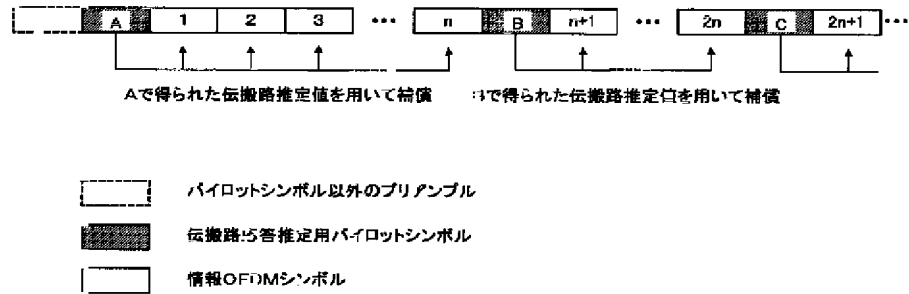 A 1 2 3 ••• n B n+1 ••• 2n C 2n+1 •••
Aで得られた伝搬路推定値を用いて補償
Bで得られた伝搬路推定値を用いて補償
パイロットシンボル以外のプリアンブル
伝搬路応答推定用パイロットシンボル
情報OFDMシンボル